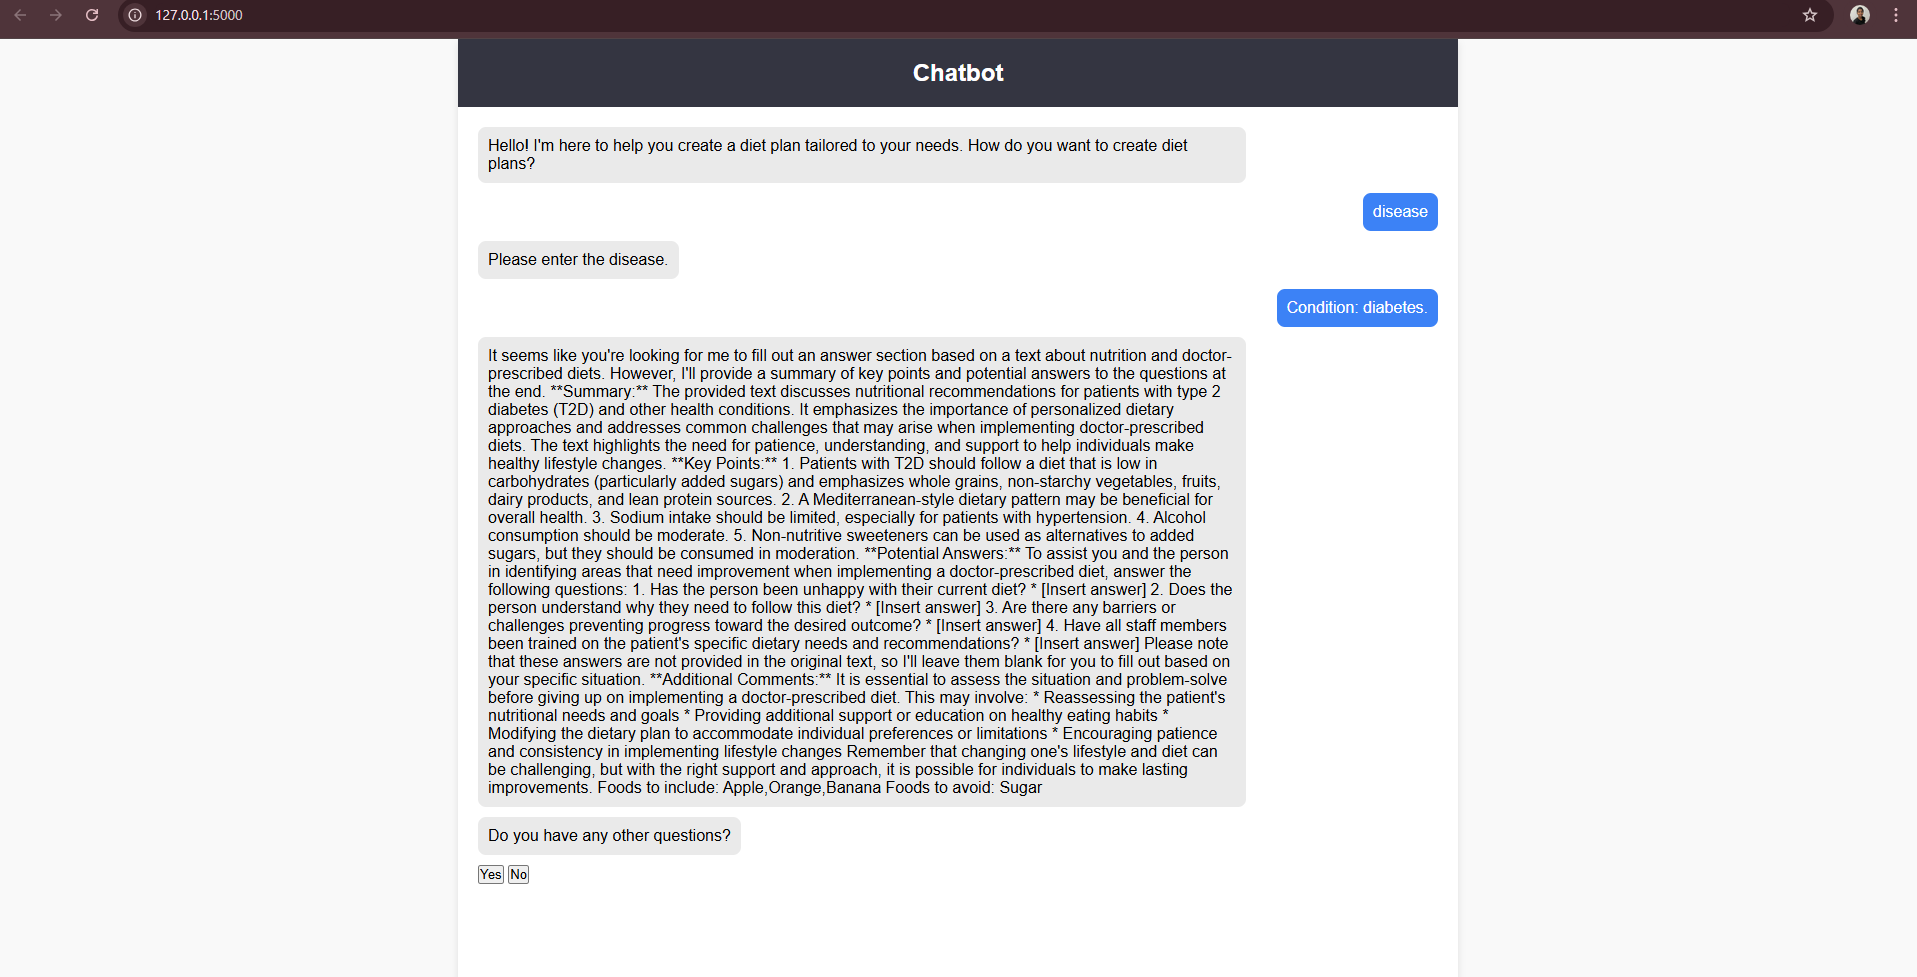 127.0.0.1:5000
Chatbot
Hello! I'm here to help you create a diet plan tailored to your needs. How do you want to create diet
plans?
disease
Please enter the disease.
Condition: diabetes.
It seems like you're looking for me to fill out an answer section based on a text about nutrition and doctor-
prescribed diets. However, I'll provide a summary of key points and potential answers to the questions at
the end. **Summary:** The provided text discusses nutritional recommendations for patients with type 2
diabetes (T2D) and other health conditions. It emphasizes the importance of personalized dietary
approaches and addresses common challenges that may arise when implementing doctor-prescribed
diets. The text highlights the need for patience, understanding, and support to help individuals make
healthy lifestyle changes. **Key Points:** 1. Patients with T2D should follow a diet that is low in
carbohydrates (particularly added sugars) and emphasizes whole grains, non-starchy vegetables, fruits,
dairy products, and lean protein sources. 2. A Mediterranean-style dietary pattern may be beneficial for
overall health. 3. Sodium intake should be limited, especially for patients with hypertension. 4. Alcohol
consumption should be moderate. 5. Non-nutritive sweeteners can be used as alternatives to added
sugars, but they should be consumed in moderation. **Potential Answers:** To assist you and the person
in identifying areas that need improvement when implementing a doctor-prescribed diet, answer the
following questions: 1. Has the person been unhappy with their current diet? * [Insert answer] 2. Does the
person understand why they need to follow this diet? * [Insert answer] 3. Are there any barriers or
challenges preventing progress toward the desired outcome? * [Insert answer] 4. Have all staff members
been trained on the patient's specific dietary needs and recommendations? * [Insert answer] Please note
that these answers are not provided in the original text, so I'll leave them blank for you to fill out based on
your specific situation. **Additional Comments:** It is essential to assess the situation and problem-solve
before giving up on implementing a doctor-prescribed diet. This may involve: * Reassessing the patient's
nutritional needs and goals * Providing additional support or education on healthy eating habits *
Modifying the dietary plan to accommodate individual preferences or limitations * Encouraging patience
and consistency in implementing lifestyle changes Remember that changing one's lifestyle and diet can
be challenging, but with the right support and approach, it is possible for individuals to make lasting
improvements. Foods to include: Apple,Orange,Banana Foods to avoid: Sugar
Do you have any other questions?
Yes No